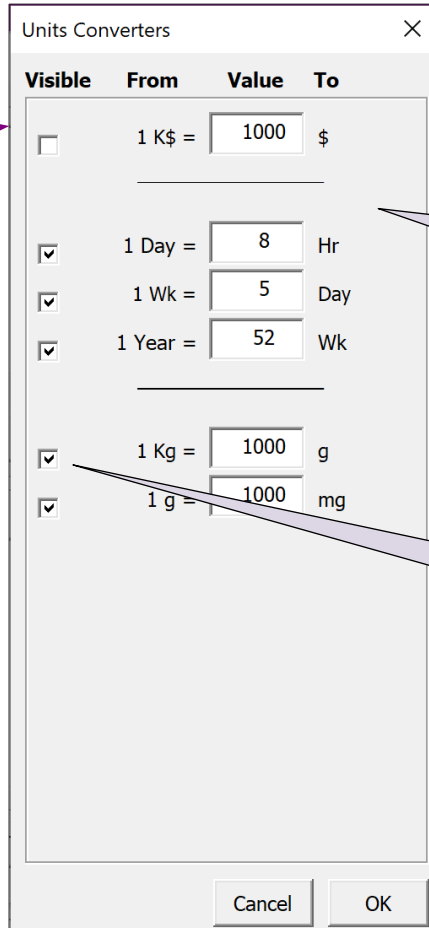 Units Converters
Visible From Value To
1 K$ = 1000 $
1 Day = 8 Hr
1 Wk = 5 Day
1 Year = 52 Wk
1 Kg = 1000 g
1 g = 1000 mg
Cancel OK